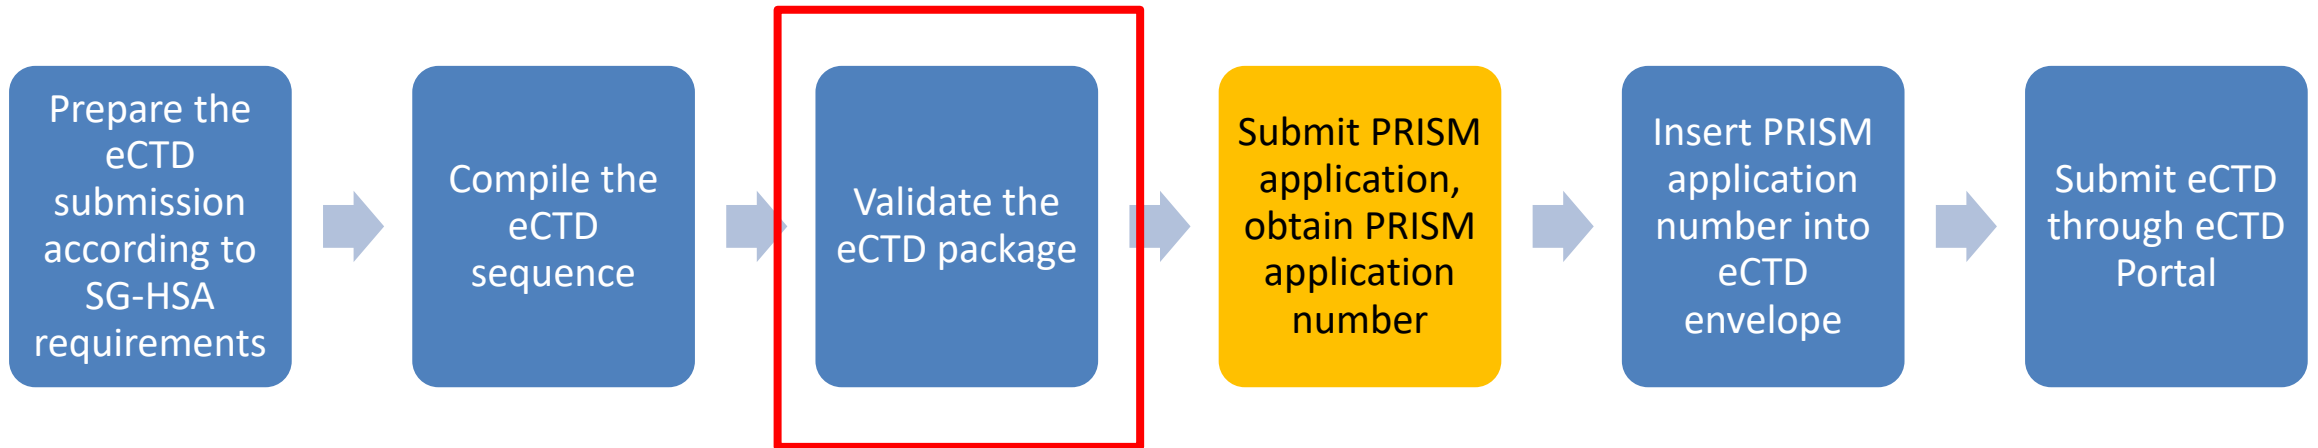 Prepare the
eCTD
submission
according to
SG-HSA
requirements
Compile the
eCTD
sequence
Validate the
eCTD package
Submit PRISM
application,
obtain PRISM
application
number
Insert PRISM
application
number into
eCTD
envelope
Submit eCTD
through eCTD
Portal